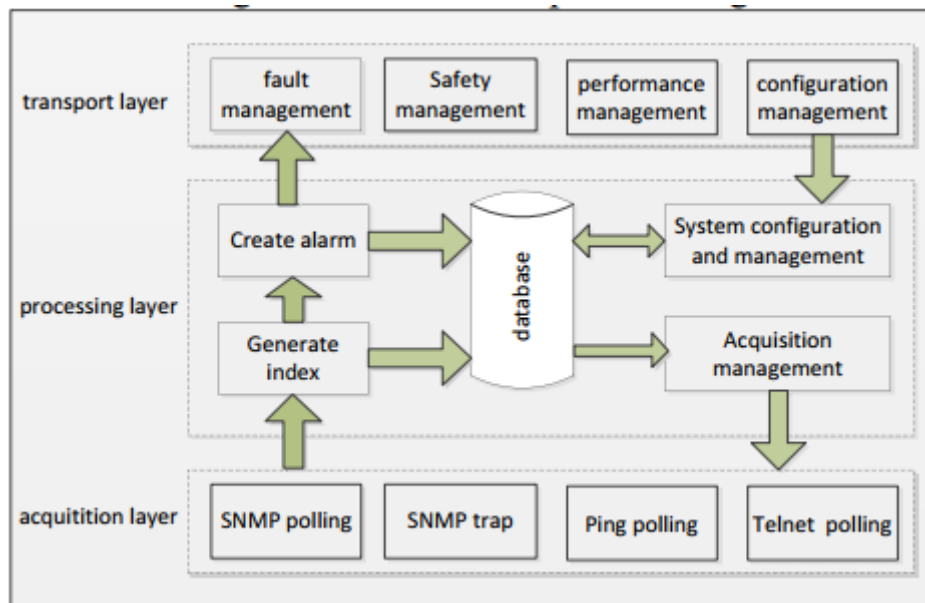 transport layer
fault
management
Safety
management
performance
management
configuration
management
processing layer
Create alarm
database
System configuration
and management
Generate
index
Acquisition
management
acquitition layer
SNMP polling
SNMP trap
Ping polling
Telnet polling